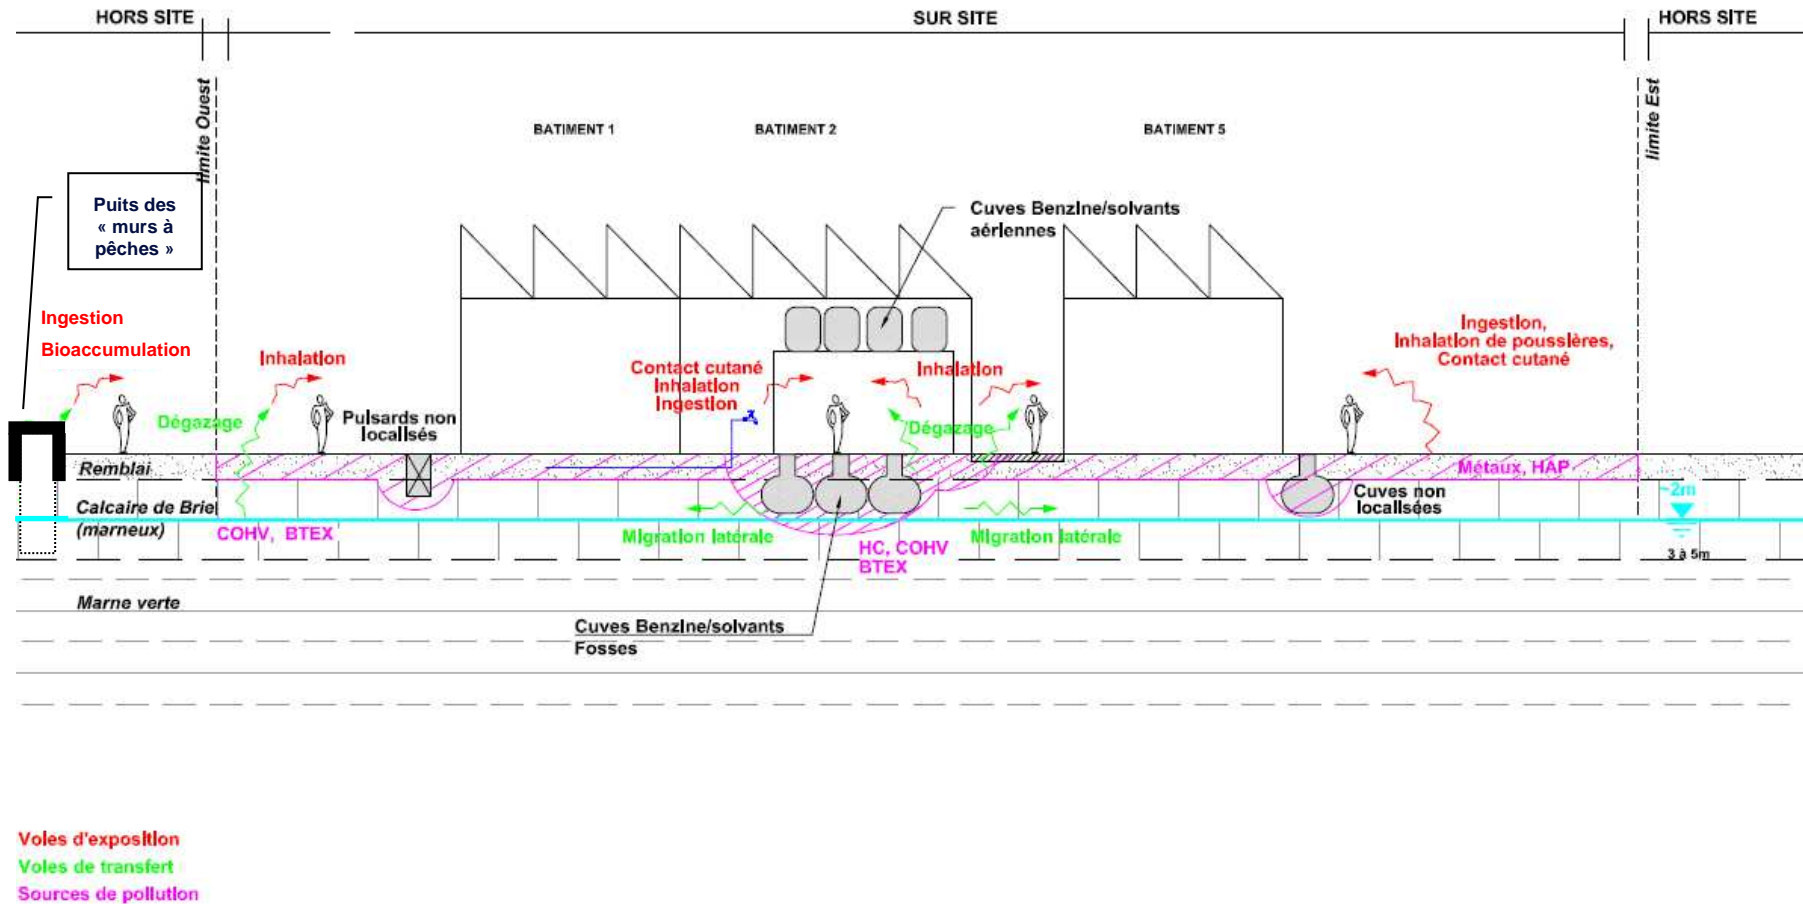 HORS SITE
SUR SITE
HORS SITE
limite Ouest
limite Est
BATIMENT 1
BATIMENT 2
BATIMENT 5
Puits des
« murs à
pêches »
Cuves Benzine/solvants
aériennes
Ingestion
Bioaccumulation
Inhalation
Contact cutané
Inhalation
Ingestion
Inhalation
Ingestion,
Inhalation de poussières,
Contact cutané
Dégazage
Puisards non
localisés
Dégazage
Remblai
Métaux, HAP
Calcaire de Brie
(marneux)
COHV, BTEX
Migration latérale
HC, COHV
BTEX
Migration latérale
Cuves non
localisées
~2m
3 à 5m
Marne verte
Cuves Benzine/solvants
Fosses
Voies d'exposition
Voies de transfert
Sources de pollution